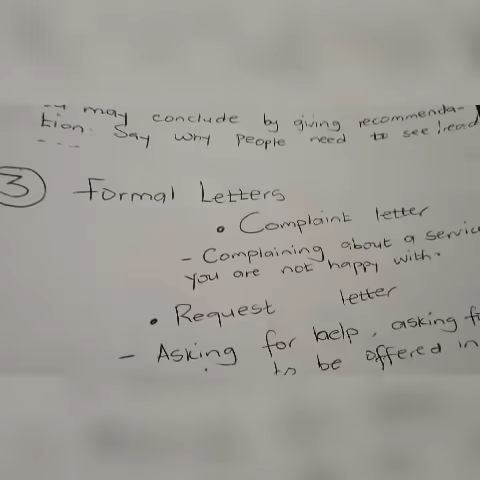 may conclude by giving recommenda-
tion. Say why people need to see/read
- - -
3 Formal Letters
• Complaint letter
- Complaining about a servic
you are not happy with.
• Request letter
- Asking for help, asking f
to be offered in